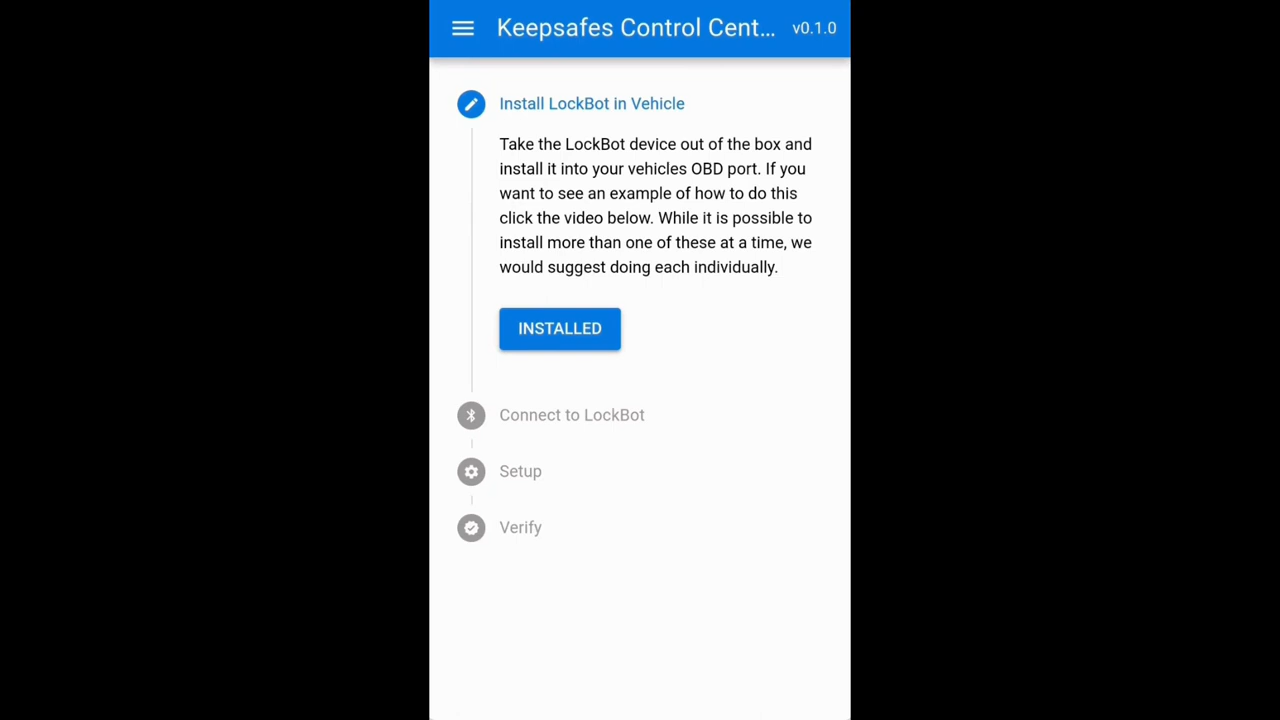 Keepsafes Control Cent...
v0.1.0
Install LockBot in Vehicle
Take the LockBot device out of the box and
install it into your vehicles OBD port. If you
want to see an example of how to do this
click the video below. While it is possible to
install more than one of these at a time, we
would suggest doing each individually.
INSTALLED
Connect to LockBot
Setup
Verify